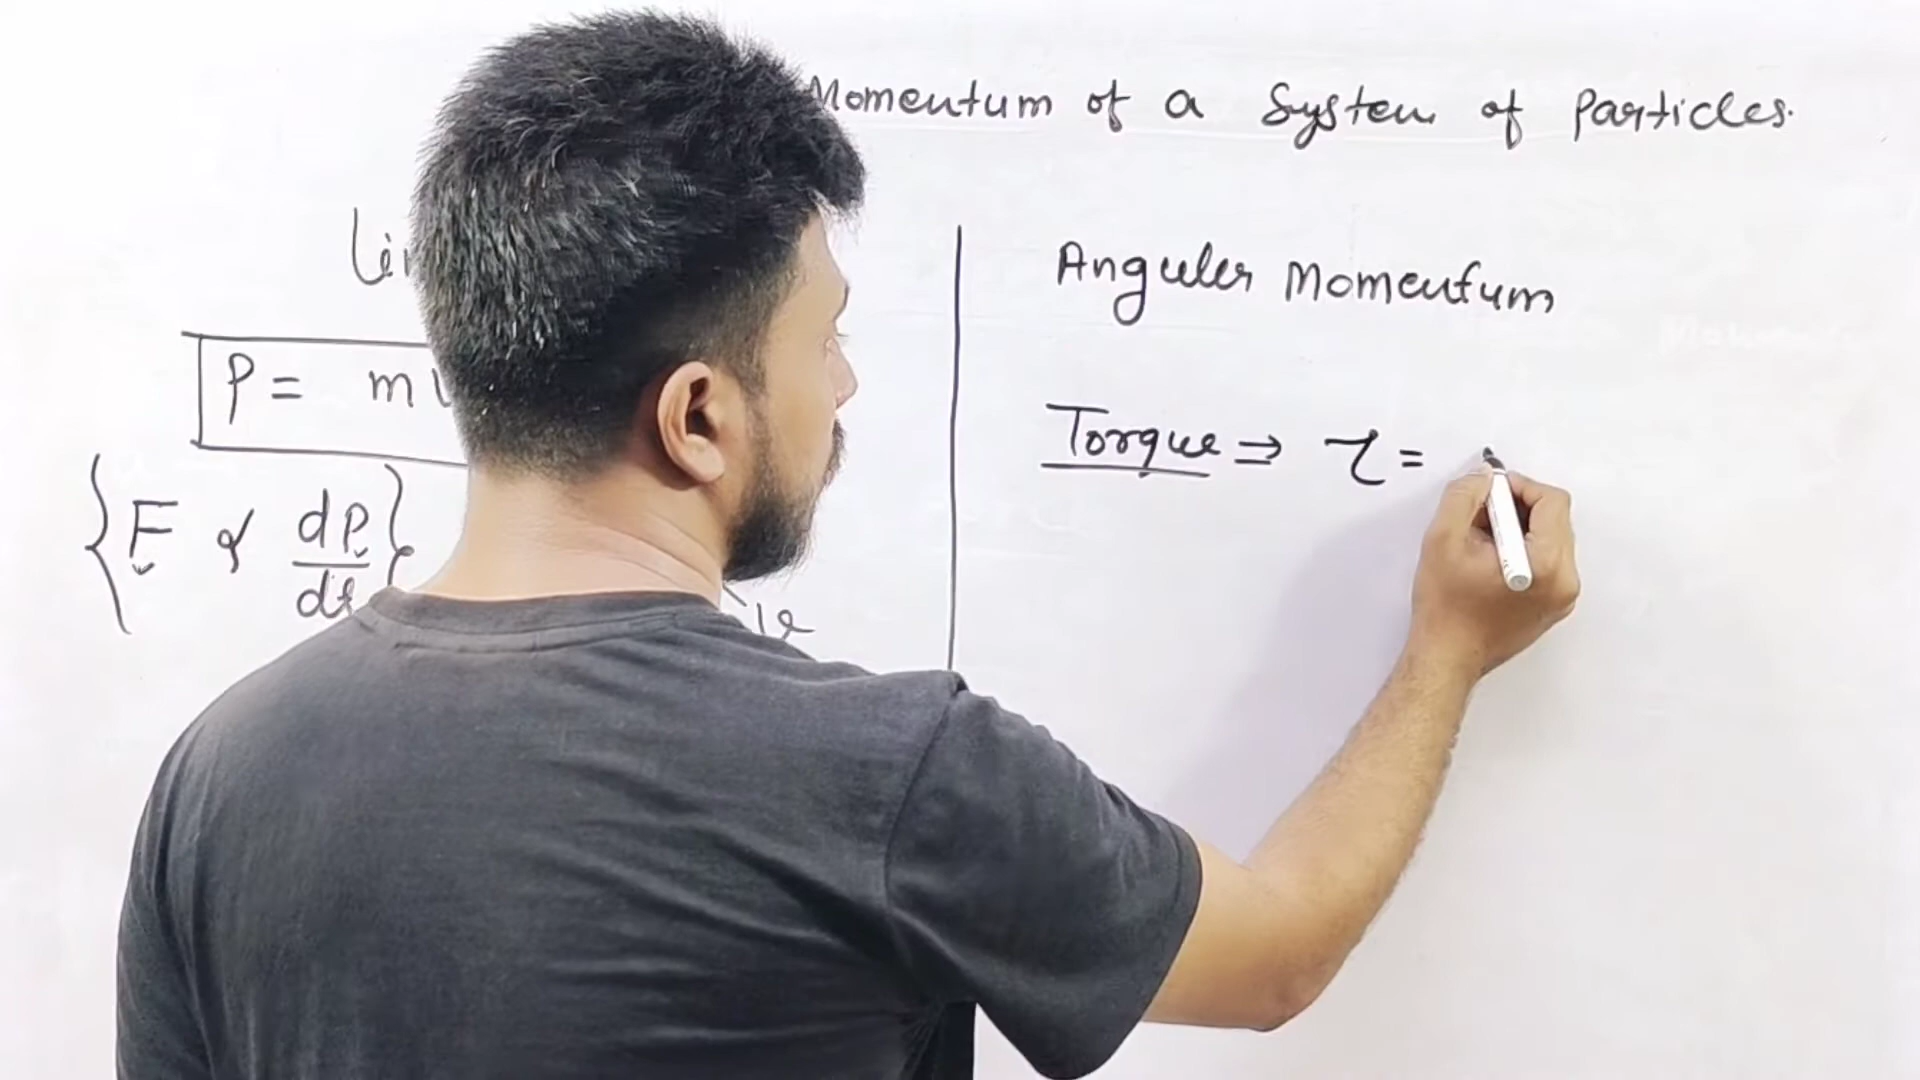 Momentum of a System of Particles.
Angular Momentum
P = m
Torque ⇒ τ =
{F ∝ dp/dt}